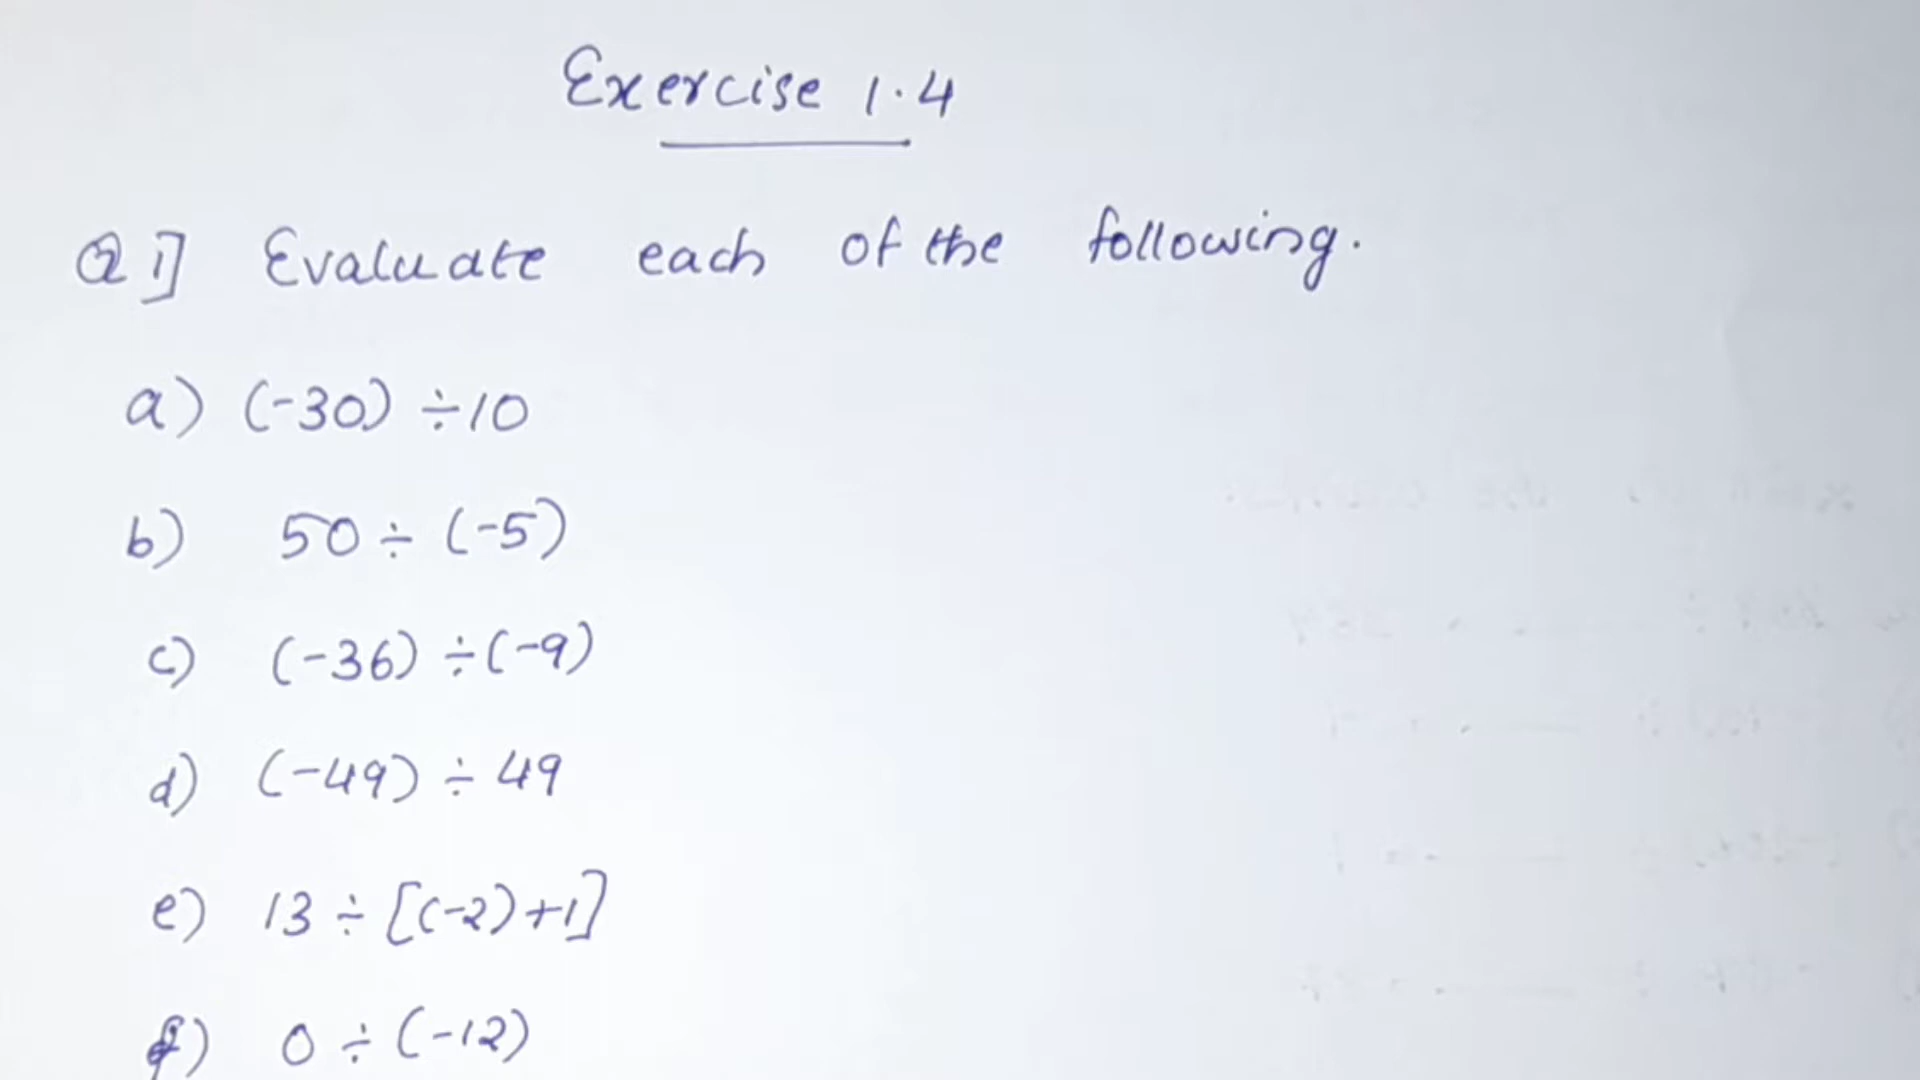 Exercise 1.4
Q1] Evaluate each of the following.
a) (-30) ÷ 10
b) 50 ÷ (-5)
c) (-36) ÷ (-9)
d) (-49) ÷ 49
e) 13 ÷ [(-2)+1]
f) 0 ÷ (-12)